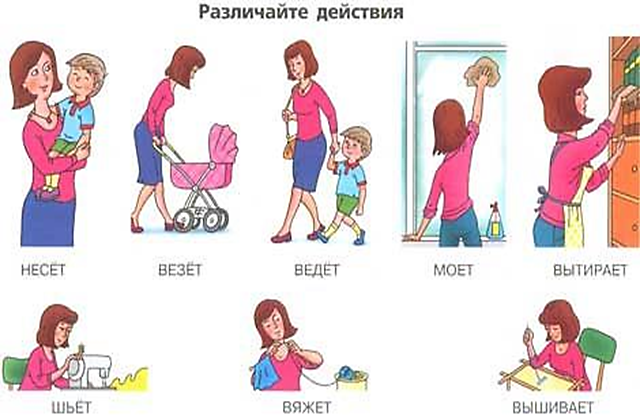 Различайте действия
НЕСЁТ ВЕЗЁТ ВЕДЁТ МОЕТ ВЫТИРАЕТ
ШЬЁТ ВЯЖЕТ ВЫШИВАЕТ